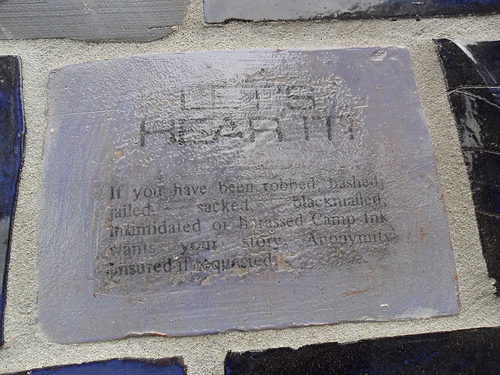 LET'S
HEAR IT!
If you have been robbed, bashed,
jailed, sacked, blackmailed,
intimidated or harassed Camp Ink
wants your story. Anonymity
ensured if requested.